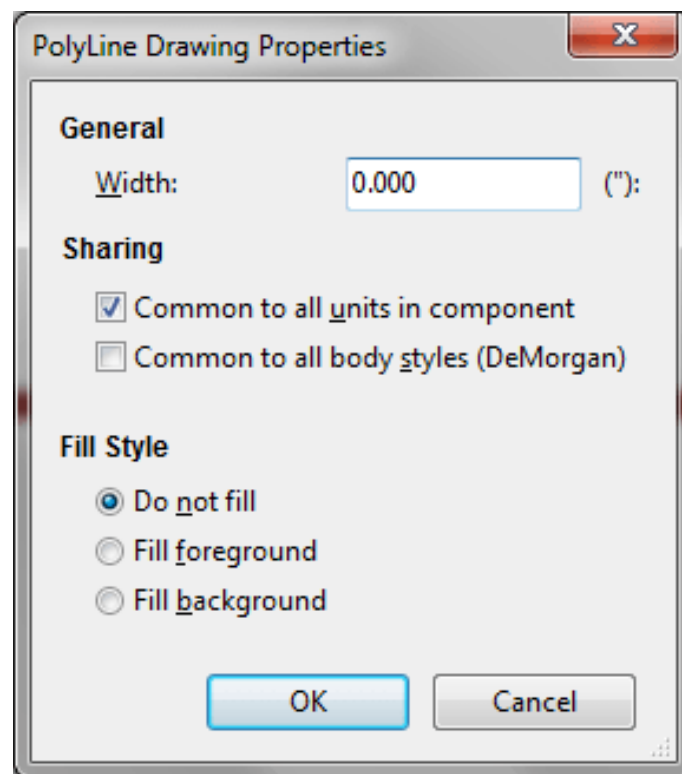 PolyLine Drawing Properties
General
Width: 0.000 ("):
Sharing
Common to all units in component
Common to all body styles (DeMorgan)
Fill Style
Do not fill
Fill foreground
Fill background
OK Cancel